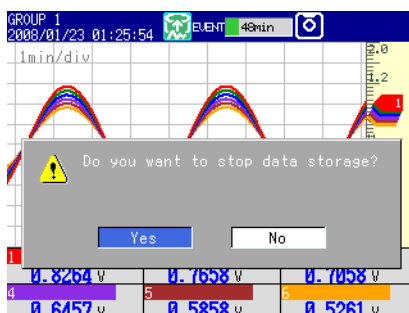 GROUP 1
2008/01/23 01:25:54 EVENT 48min
1min/div 2.0
1.2
1
Do you want to stop data storage?
Yes No
1
0.8264 V 0.7658 V 0.7058 V
4 5 6
0.6457 V 0.5858 V 0.5261 V